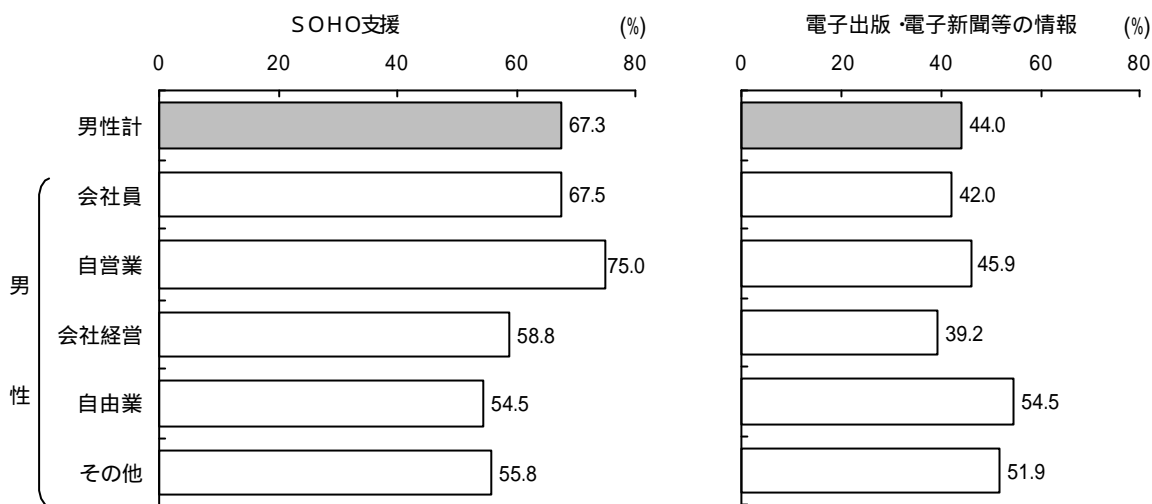 SOHO支援 (%)
0 20 40 60 80
男性計 67.3
会社員 67.5
自営業 75.0
会社経営 58.8
自由業 54.5
その他 55.8
男性
電子出版・電子新聞等の情報 (%)
0 20 40 60 80
44.0
42.0
45.9
39.2
54.5
51.9